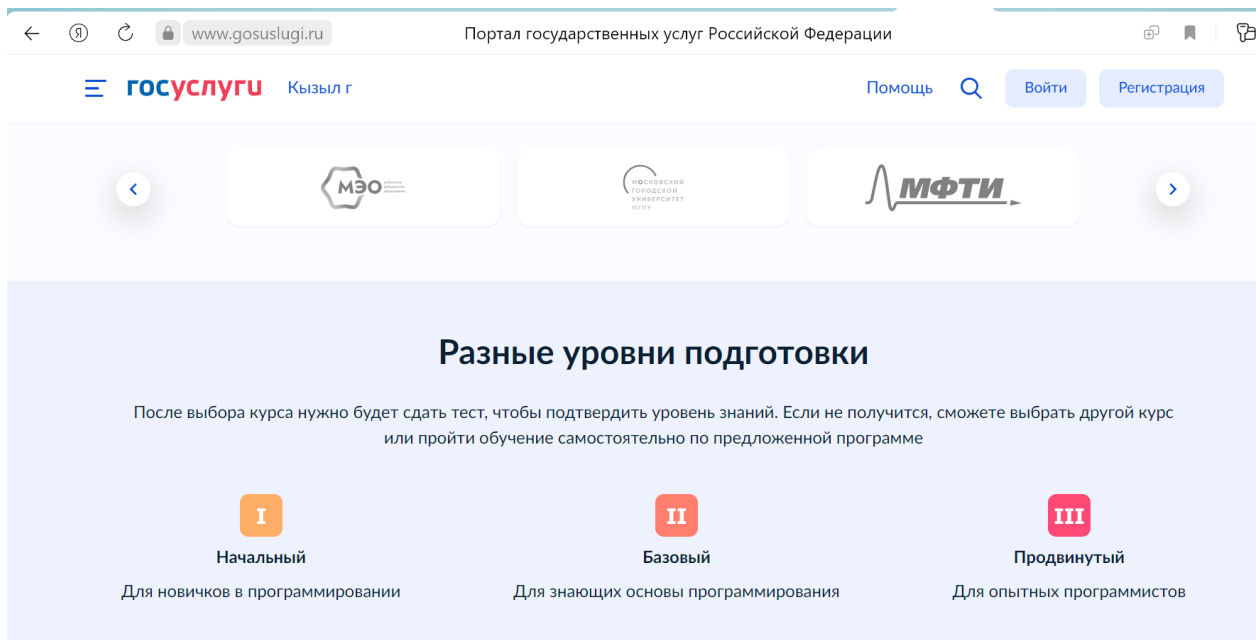 www.gosuslugi.ru Портал государственных услуг Российской Федерации
госуслуги Кызыл г Помощь Войти Регистрация
МЭО
МОСКОВСКИЙ
ГОРОДСКОЙ
УНИВЕРСИТЕТ
МГПУ
МФТИ
Разные уровни подготовки
После выбора курса нужно будет сдать тест, чтобы подтвердить уровень знаний. Если не получится, сможете выбрать другой курс
или пройти обучение самостоятельно по предложенной программе
I II III
Начальный Базовый Продвинутый
Для новичков в программировании Для знающих основы программирования Для опытных программистов